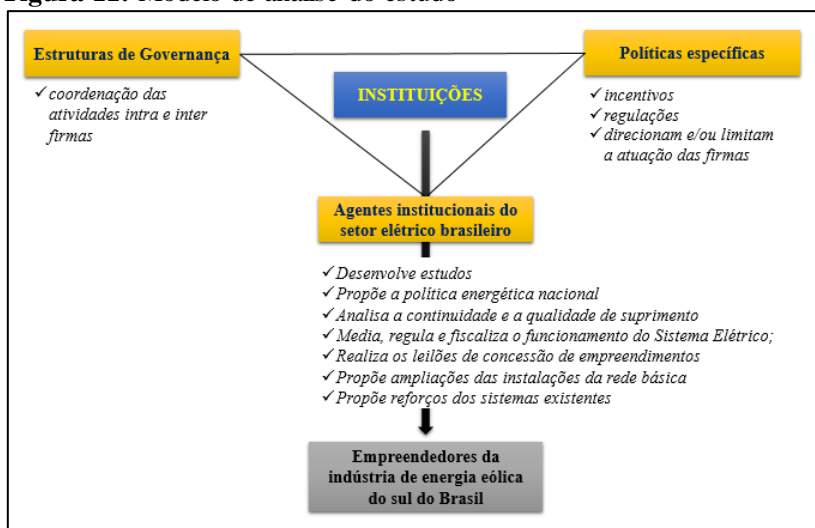 Figura 11: Modelo de análise do estudo
Estruturas de Governança
✓ coordenação das
atividades intra e inter
firmas
INSTITUIÇÕES
Políticas específicas
✓ incentivos
✓ regulações
✓ direcionam e/ou limitam
a atuação das firmas
Agentes institucionais do
setor elétrico brasileiro
✓ Desenvolve estudos
✓ Propõe a política energética nacional
✓ Analisa a continuidade e a qualidade de suprimento
✓ Media, regula e fiscaliza o funcionamento do Sistema Elétrico;
✓ Realiza os leilões de concessão de empreendimentos
✓ Propõe ampliações das instalações da rede básica
✓ Propõe reforços dos sistemas existentes
Empreendedores da
indústria de energia eólica
do sul do Brasil